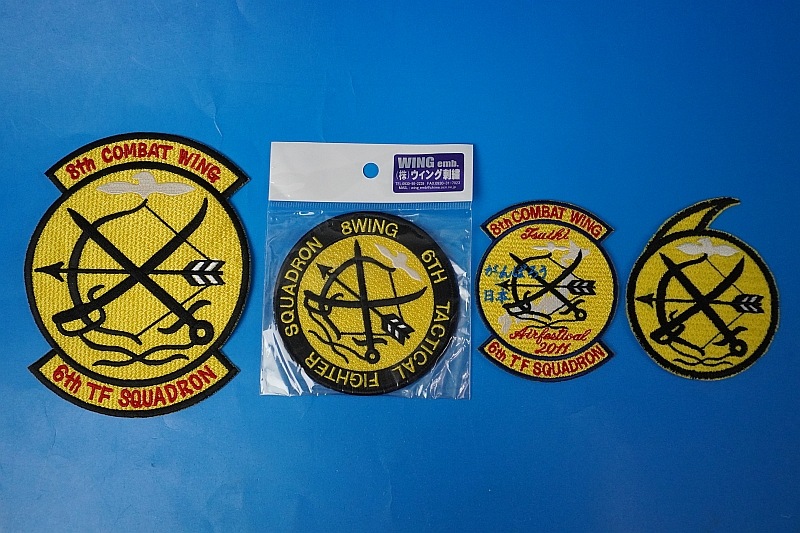 8th COMBAT WING
6th TF SQUADRON
WING emb.
(株)ウイング刺繍
SQUADRON 8WING 6TH TACTICAL FIGHTER
8th COMBAT WING
Tsuiki
がんばろう
日本
Airfestival
2011
6th TF SQUADRON